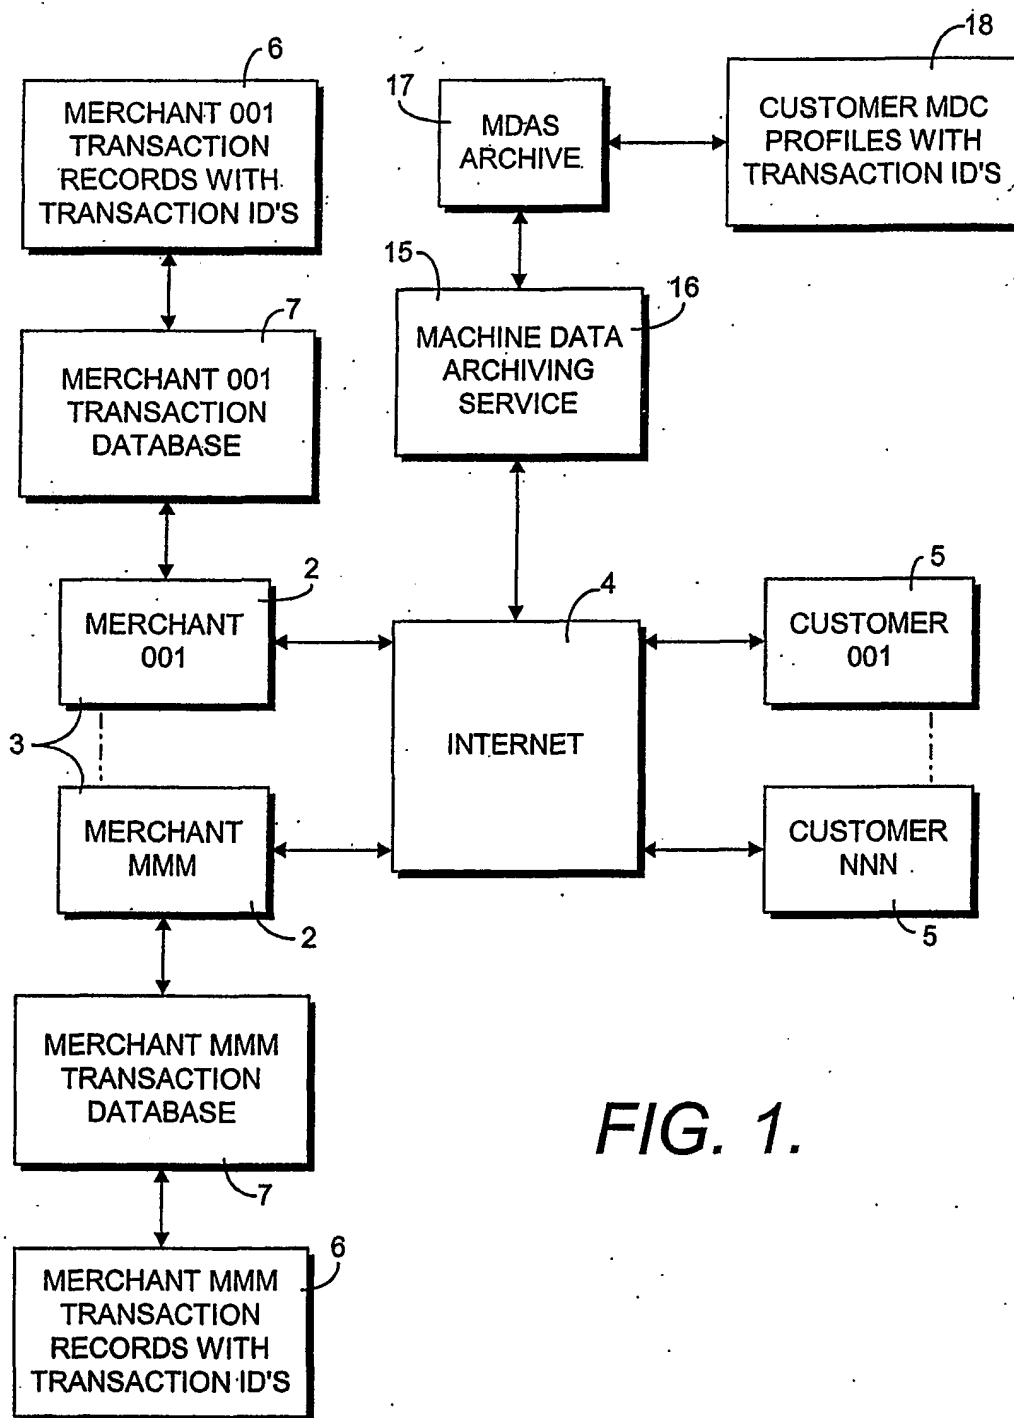 6
MERCHANT 001
TRANSACTION
RECORDS WITH
TRANSACTION ID'S
17
MDAS
ARCHIVE
18
CUSTOMER MDC
PROFILES WITH
TRANSACTION ID'S
7
MERCHANT 001
TRANSACTION
DATABASE
15
16
MACHINE DATA
ARCHIVING
SERVICE
2
MERCHANT
001
4
INTERNET
5
CUSTOMER
001
3
MERCHANT
MMM
2
CUSTOMER
NNN
5
MERCHANT MMM
TRANSACTION
DATABASE
7
6
MERCHANT MMM
TRANSACTION
RECORDS WITH
TRANSACTION ID'S
FIG. 1.